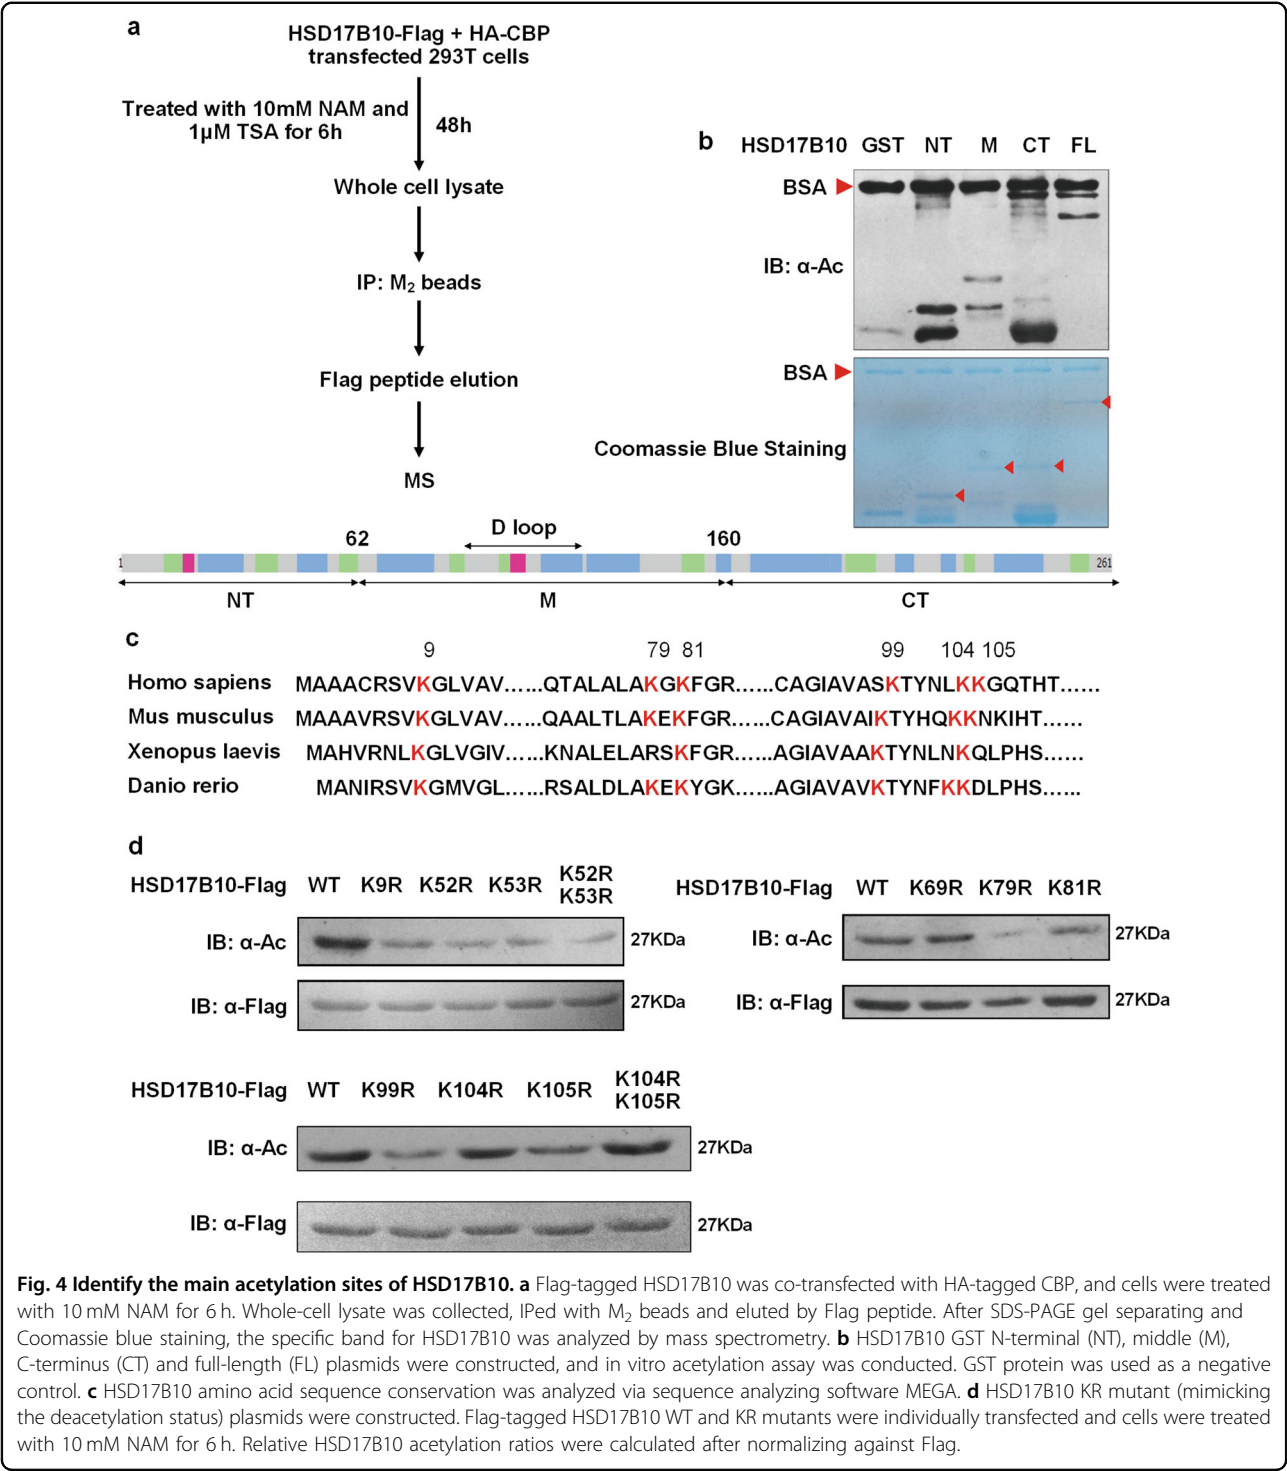 a
HSD17B10-Flag + HA-CBP
transfected 293T cells
Treated with 10mM NAM and
1µM TSA for 6h
48h
Whole cell lysate
IP: M2 beads
Flag peptide elution
MS
b
HSD17B10 GST NT M CT FL
BSA
IB: α-Ac
BSA
Coomassie Blue Staining
62 D loop 160
1 261
NT M CT
c
9 79 81 99 104 105
Homo sapiens MAAACRSVKGLVAV......QTALALAKGKFGR......CAGIAVASKTYNLKKGQTHT......
Mus musculus MAAAVRSVKGLVAV......QAALTLAKEKFGR......CAGIAVAIKTYHQKKNKIHT......
Xenopus laevis MAHVRNLKGLVGIV......KNALELARSKFGR......AGIAVAAKTYNLNKQLPHS......
Danio rerio MANIRSVKGMVGL......RSALDLAKEKYGK......AGIAVAVKTYNFKKDLPHS......
d
HSD17B10-Flag WT K9R K52R K53R K52R K53R
IB: α-Ac 27KDa
IB: α-Flag 27KDa
HSD17B10-Flag WT K69R K79R K81R
IB: α-Ac 27KDa
IB: α-Flag 27KDa
HSD17B10-Flag WT K99R K104R K105R K104R K105R
IB: α-Ac 27KDa
IB: α-Flag 27KDa
Fig. 4 Identify the main acetylation sites of HSD17B10. a Flag-tagged HSD17B10 was co-transfected with HA-tagged CBP, and cells were treated
with 10 mM NAM for 6 h. Whole-cell lysate was collected, IPed with M2 beads and eluted by Flag peptide. After SDS-PAGE gel separating and
Coomassie blue staining, the specific band for HSD17B10 was analyzed by mass spectrometry. b HSD17B10 GST N-terminal (NT), middle (M),
C-terminus (CT) and full-length (FL) plasmids were constructed, and in vitro acetylation assay was conducted. GST protein was used as a negative
control. c HSD17B10 amino acid sequence conservation was analyzed via sequence analyzing software MEGA. d HSD17B10 KR mutant (mimicking
the deacetylation status) plasmids were constructed. Flag-tagged HSD17B10 WT and KR mutants were individually transfected and cells were treated
with 10 mM NAM for 6 h. Relative HSD17B10 acetylation ratios were calculated after normalizing against Flag.